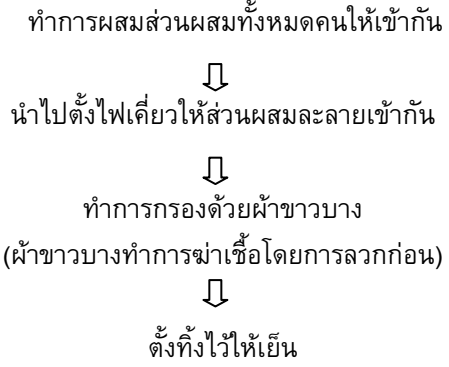 ทำการผสมส่วนผสมทั้งหมดคนให้เข้ากัน
นำไปตั้งไฟเคี่ยวให้ส่วนผสมละลายเข้ากัน
ทำการกรองด้วยผ้าขาวบาง
(ผ้าขาวบางทำการฆ่าเชื้อโดยการลวกก่อน)
ตั้งทิ้งไว้ให้เย็น